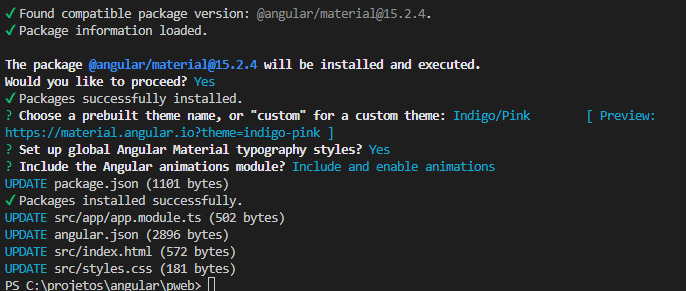 ✓ Found compatible package version: @angular/material@15.2.4.
✓ Package information loaded.
The package @angular/material@15.2.4 will be installed and executed.
Would you like to proceed? Yes
✓ Packages successfully installed.
? Choose a prebuilt theme name, or "custom" for a custom theme: Indigo/Pink        [ Preview:
https://material.angular.io?theme=indigo-pink ]
? Set up global Angular Material typography styles? Yes
? Include the Angular animations module? Include and enable animations
UPDATE package.json (1101 bytes)
✓ Packages installed successfully.
UPDATE src/app/app.module.ts (502 bytes)
UPDATE angular.json (2896 bytes)
UPDATE src/index.html (572 bytes)
UPDATE src/styles.css (181 bytes)
PS C:\projetos\angular\pweb>